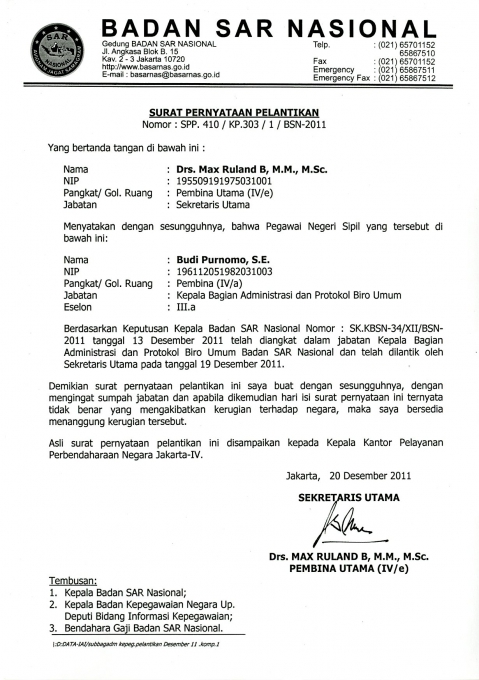 BADAN SAR NASIONAL
Gedung BADAN SAR NASIONAL
Jl. Angkasa Blok B. 15
Kav. 2 - 3 Jakarta 10720
http://www.basarnas.go.id
E-mail : basarnas@basarnas.go.id
Telp. : (021) 65701152
65867510
Fax : (021) 65701152
Emergency : (021) 65867511
Emergency Fax : (021) 65867512
SAR
NASIONAL
SURAT PERNYATAAN PELANTIKAN
Nomor : SPP. 410 / KP.303 / 1 / BSN-2011
Yang bertanda tangan di bawah ini :
Nama : Drs. Max Ruland B, M.M., M.Sc.
NIP : 195509191975031001
Pangkat/ Gol. Ruang : Pembina Utama (IV/e)
Jabatan : Sekretaris Utama
Menyatakan dengan sesungguhnya, bahwa Pegawai Negeri Sipil yang tersebut di
bawah ini:
Nama : Budi Purnomo, S.E.
NIP : 196112051982031003
Pangkat/ Gol. Ruang : Pembina (IV/a)
Jabatan : Kepala Bagian Administrasi dan Protokol Biro Umum
Eselon : III.a
Berdasarkan Keputusan Kepala Badan SAR Nasional Nomor : SK.KBSN-34/XII/BSN-
2011 tanggal 13 Desember 2011 telah diangkat dalam jabatan Kepala Bagian
Administrasi dan Protokol Biro Umum Badan SAR Nasional dan telah dilantik oleh
Sekretaris Utama pada tanggal 19 Desember 2011.
Demikian surat pernyataan pelantikan ini saya buat dengan sesungguhnya, dengan
mengingat sumpah jabatan dan apabila dikemudian hari isi surat pernyataan ini ternyata
tidak benar yang mengakibatkan kerugian terhadap negara, maka saya bersedia
menanggung kerugian tersebut.
Asli surat pernyataan pelantikan ini disampaikan kepada Kepala Kantor Pelayanan
Perbendaharaan Negara Jakarta-IV.
Jakarta, 20 Desember 2011
SEKRETARIS UTAMA
Drs. MAX RULAND B, M.M., M.Sc.
PEMBINA UTAMA (IV/e)
Tembusan:
1. Kepala Badan SAR Nasional;
2. Kepala Badan Kepegawaian Negara Up.
Deputi Bidang Informasi Kepegawaian;
3. Bendahara Gaji Badan SAR Nasional.
|:D:DATA-IAI/subbagadm kepeg.pelantikan Desember 11 .komp.1